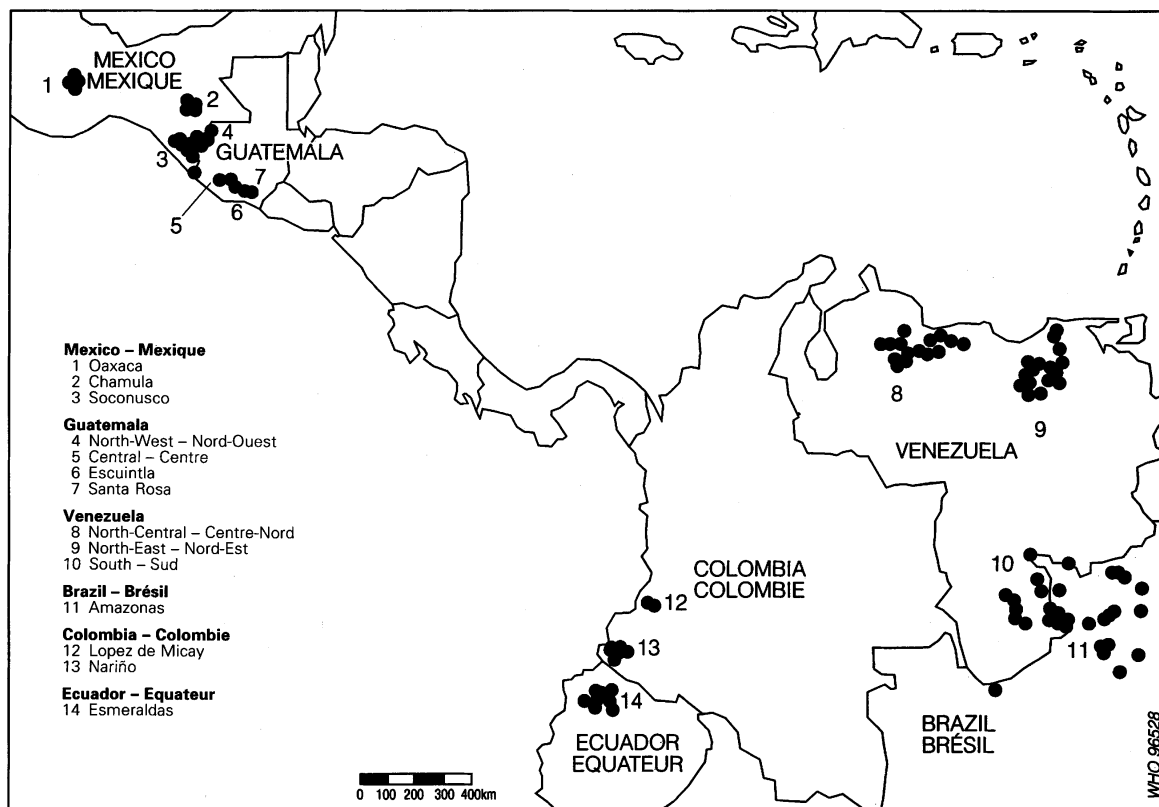 MEXICO
MEXIQUE
1
2
4
3
GUATEMALA
7
5
6
8
9
VENEZUELA
Mexico – Mexique
1 Oaxaca
2 Chamula
3 Soconusco
Guatemala
4 North-West – Nord-Ouest
5 Central – Centre
6 Escuintla
7 Santa Rosa
Venezuela
8 North-Central – Centre-Nord
9 North-East – Nord-Est
10 South – Sud
Brazil – Brésil
11 Amazonas
Colombia – Colombie
12 Lopez de Micay
13 Nariño
Ecuador – Equateur
14 Esmeraldas
10
COLOMBIA
COLOMBIE
12
13
11
14
BRAZIL
BRÉSIL
ECUADOR
EQUATEUR
0 100 200 300 400km
WHO 96528